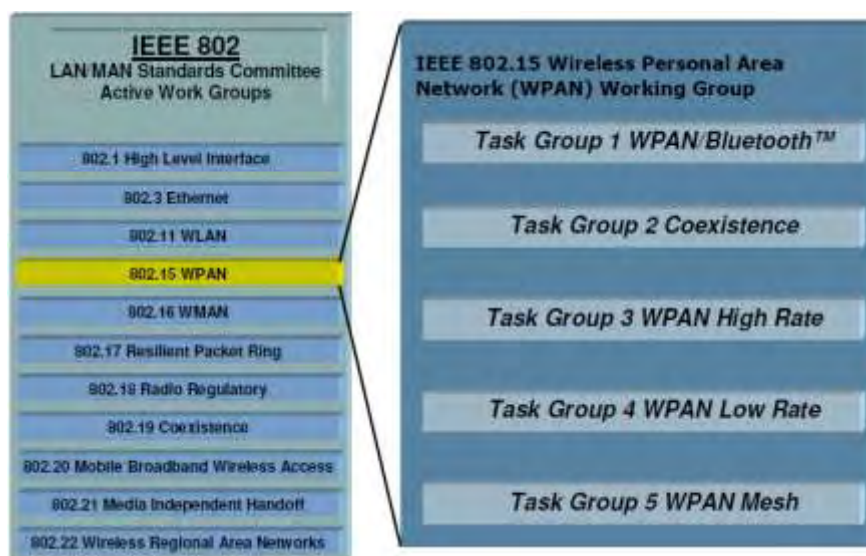 IEEE 802
LAN/MAN Standards Committee
Active Work Groups
802.1 High Level Interface
802.3 Ethernet
802.11 WLAN
802.15 WPAN
802.16 WMAN
802.17 Resilient Packet Ring
802.18 Radio Regulatory
802.19 Coexistence
802.20 Mobile Broadband Wireless Access
802.21 Media Independent Handoff
802.22 Wireless Regional Area Networks
IEEE 802.15 Wireless Personal Area
Network (WPAN) Working Group
Task Group 1 WPAN/Bluetooth™
Task Group 2 Coexistence
Task Group 3 WPAN High Rate
Task Group 4 WPAN Low Rate
Task Group 5 WPAN Mesh